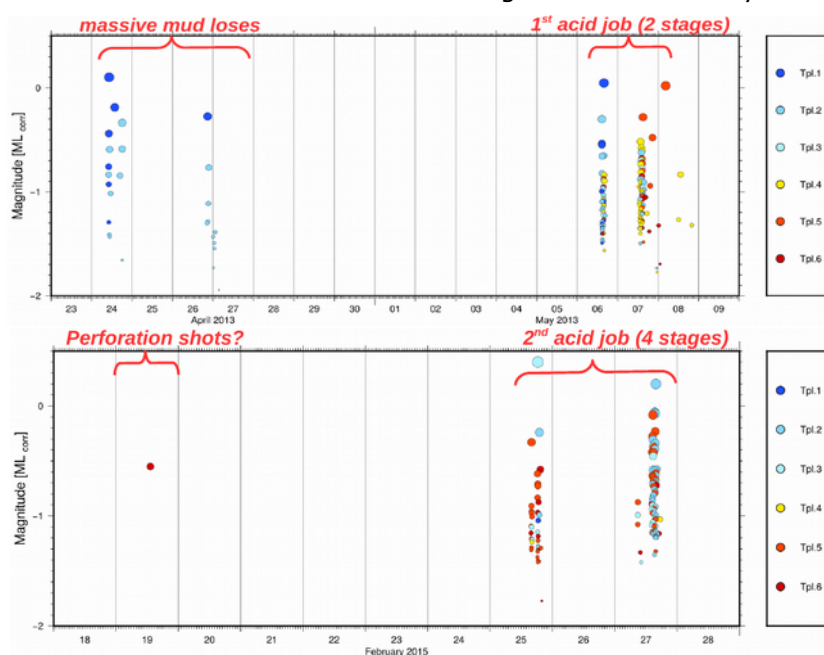 massive mud loses
1st acid job (2 stages)
Magnitude [ML corr]
0
-1
-2
23
24
25
26
27
28
29
30
01
02
03
04
05
06
07
08
09
April 2013
May 2013
Tpl.1
Tpl.2
Tpl.3
Tpl.4
Tpl.5
Tpl.6
Perforation shots?
2nd acid job (4 stages)
Magnitude [ML corr]
0
-1
-2
18
19
20
21
22
23
24
25
26
27
28
February 2015
Tpl.1
Tpl.2
Tpl.3
Tpl.4
Tpl.5
Tpl.6